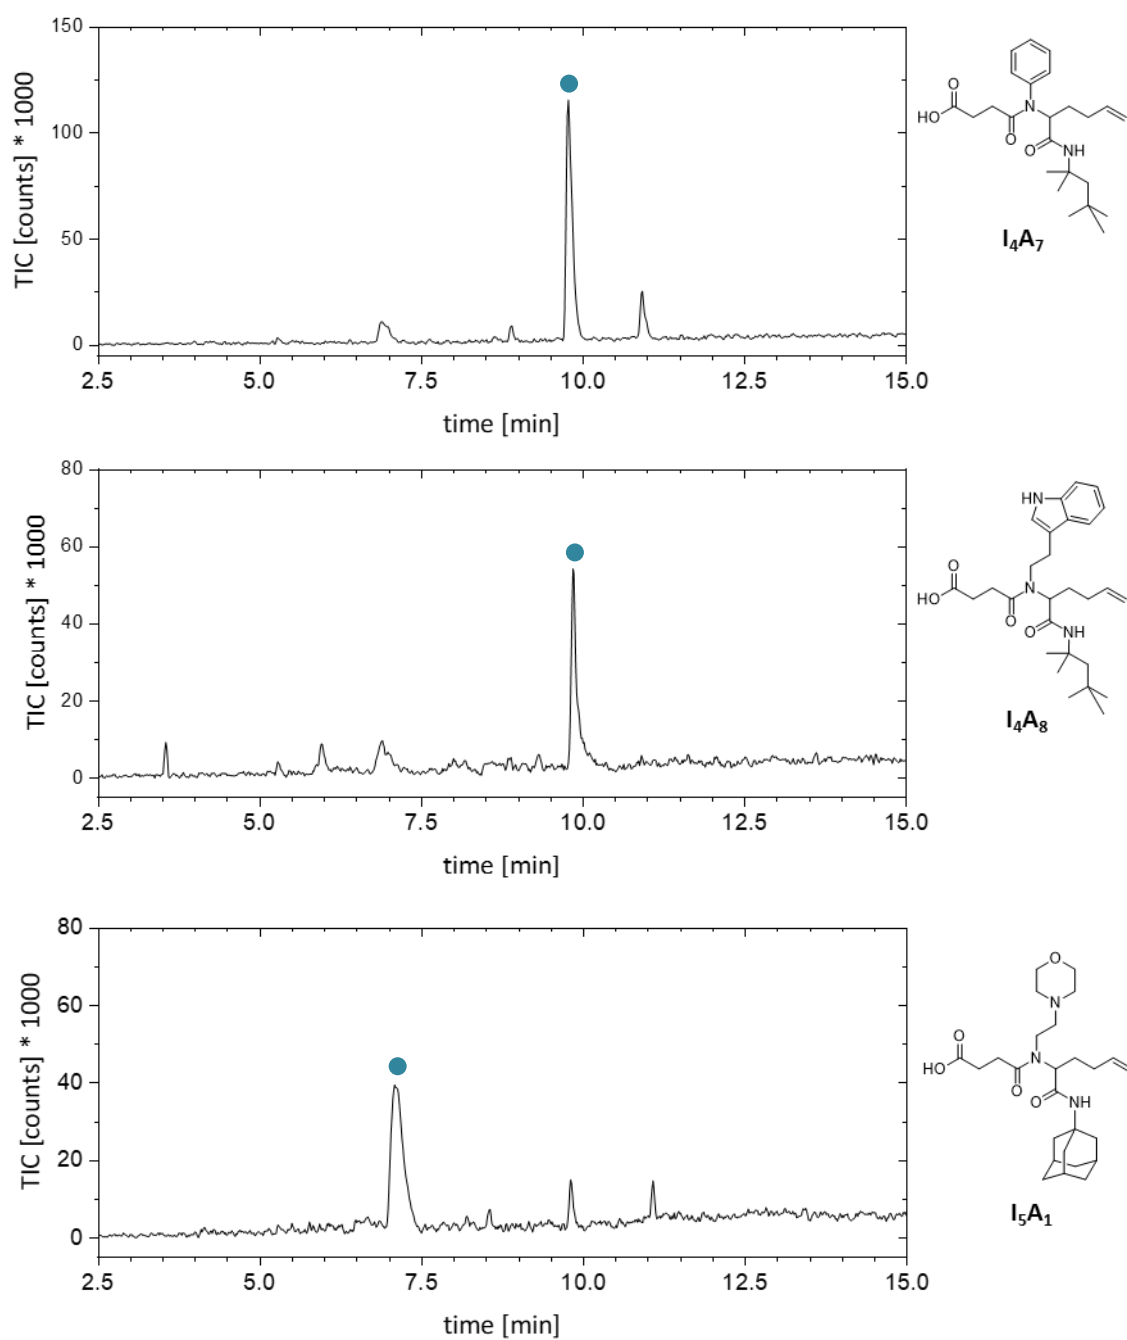 TIC [counts] * 1000
150
100
50
0
2.5 5.0 7.5 10.0 12.5 15.0
time [min]
O
HO
O
N
O
NH
I₄A₇
TIC [counts] * 1000
80
60
40
20
0
2.5 5.0 7.5 10.0 12.5 15.0
time [min]
HN
O
HO
O
N
O
NH
I₄A₈
TIC [counts] * 1000
80
60
40
20
0
2.5 5.0 7.5 10.0 12.5 15.0
time [min]
O
N
O
HO
O
N
O
NH
I₅A₁